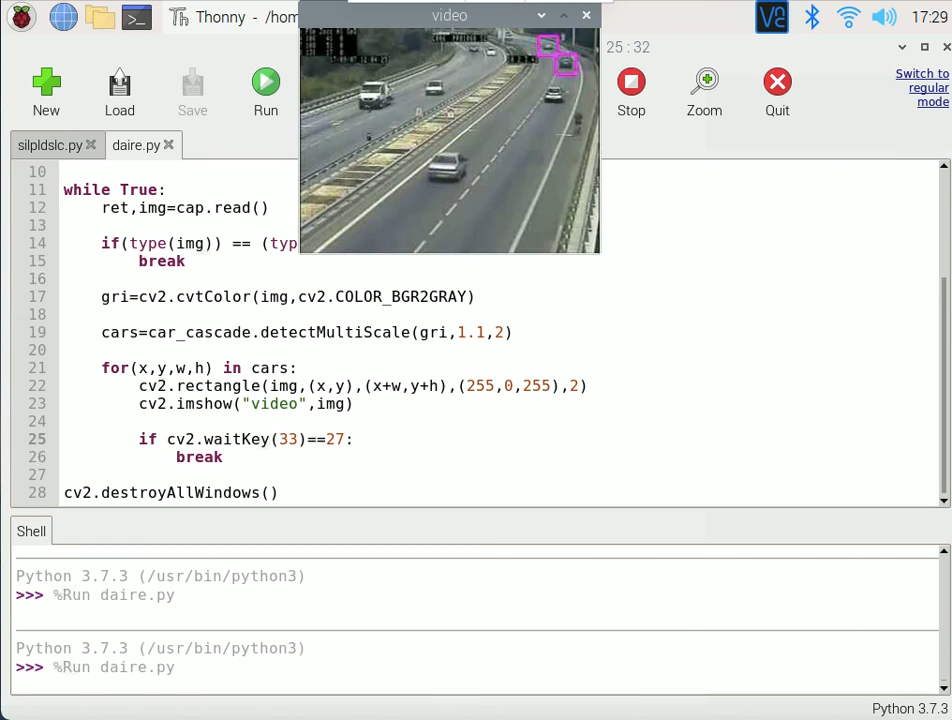 Thonny - /hom
video
17:29
25:32
New
Load
Save
Run
Stop
Zoom
Quit
Switch to
regular
mode
silpldslc.py
daire.py
10
11 while True:
12 ret,img=cap.read()
13
14 if(type(img)) == (typ
15 break
16
17 gri=cv2.cvtColor(img,cv2.COLOR_BGR2GRAY)
18
19 cars=car_cascade.detectMultiScale(gri,1.1,2)
20
21 for(x,y,w,h) in cars:
22 cv2.rectangle(img,(x,y),(x+w,y+h),(255,0,255),2)
23 cv2.imshow("video",img)
24
25 if cv2.waitKey(33)==27:
26 break
27
28 cv2.destroyAllWindows()
Shell
Python 3.7.3 (/usr/bin/python3)
>>> %Run daire.py
Python 3.7.3 (/usr/bin/python3)
>>> %Run daire.py
Python 3.7.3